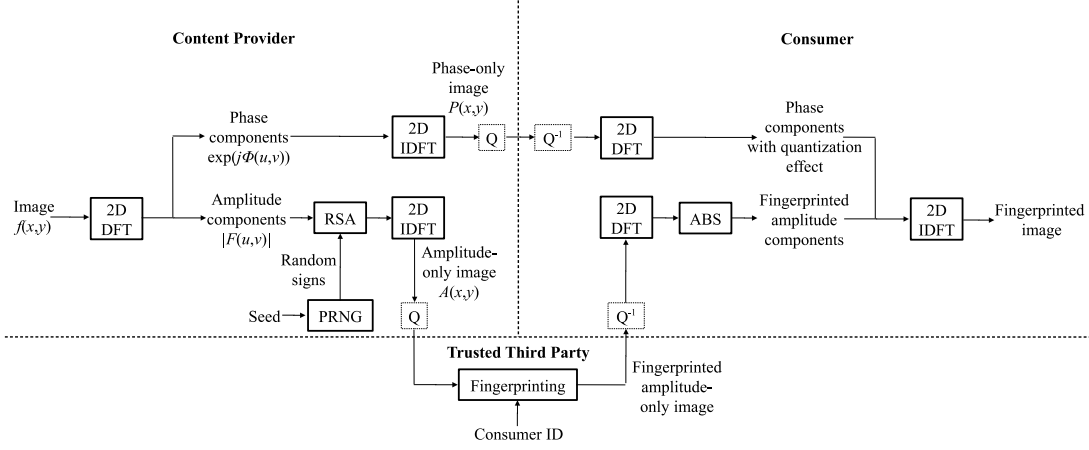 Content Provider
Consumer
Phase-only
image
P(x,y)
Phase
components
exp(jΦ(u,v))
2D
IDFT
Q
Q⁻¹
2D
DFT
Phase
components
with quantization
effect
Image
f(x,y)
2D
DFT
Amplitude
components
|F(u,v)|
RSA
2D
IDFT
2D
DFT
ABS
Fingerprinted
amplitude
components
2D
IDFT
Fingerprinted
image
Random
signs
Amplitude-
only image
A(x,y)
Seed
PRNG
Q
Q⁻¹
Trusted Third Party
Fingerprinting
Fingerprinted
amplitude-
only image
Consumer ID